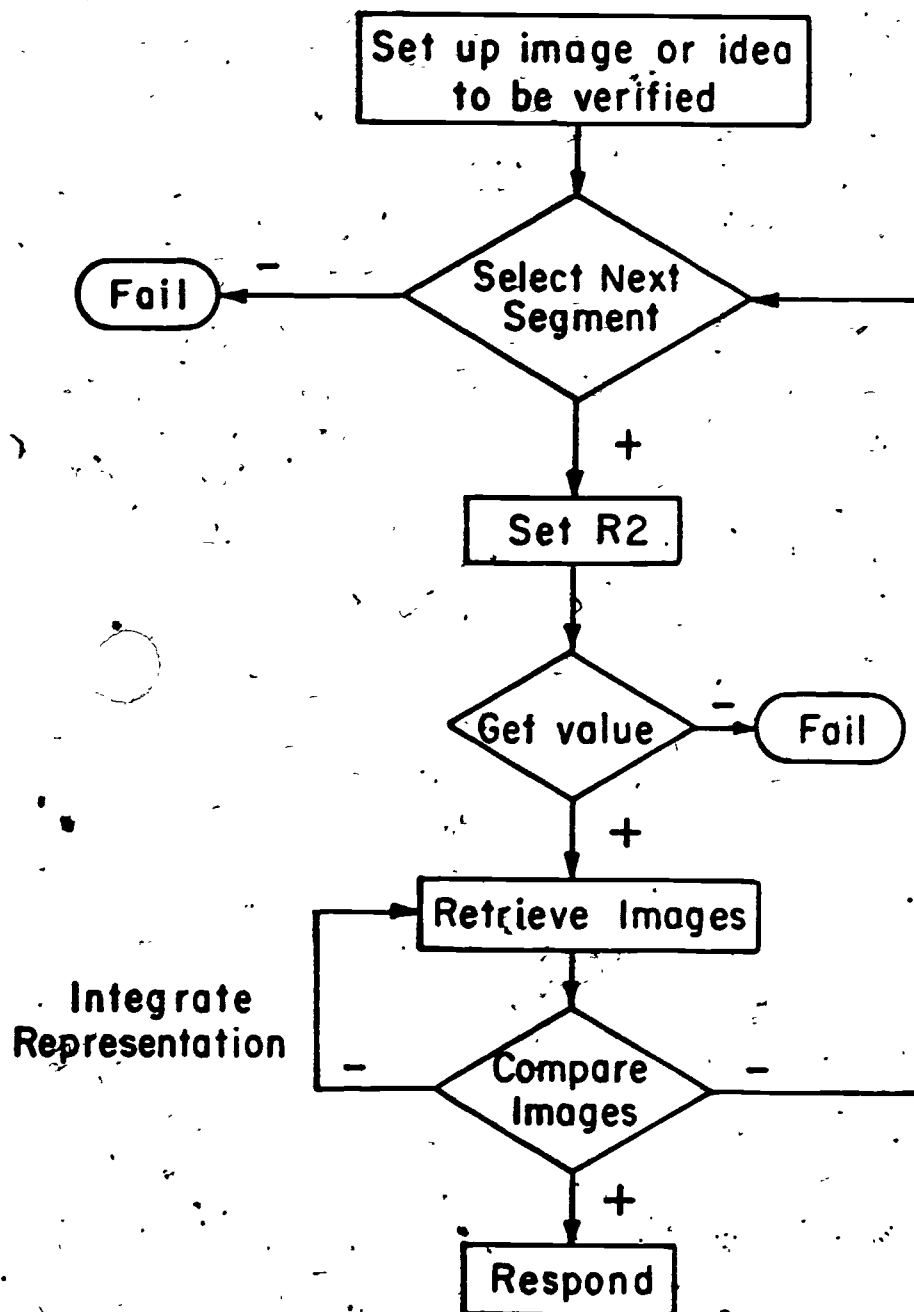 Set up image or idea
to be verified
Select Next
Segment
-
Fail
+
Set R2
Get value
-
Fail
+
Retrieve Images
Integrate
Representation
-
Compare
Images
-
+
Respond